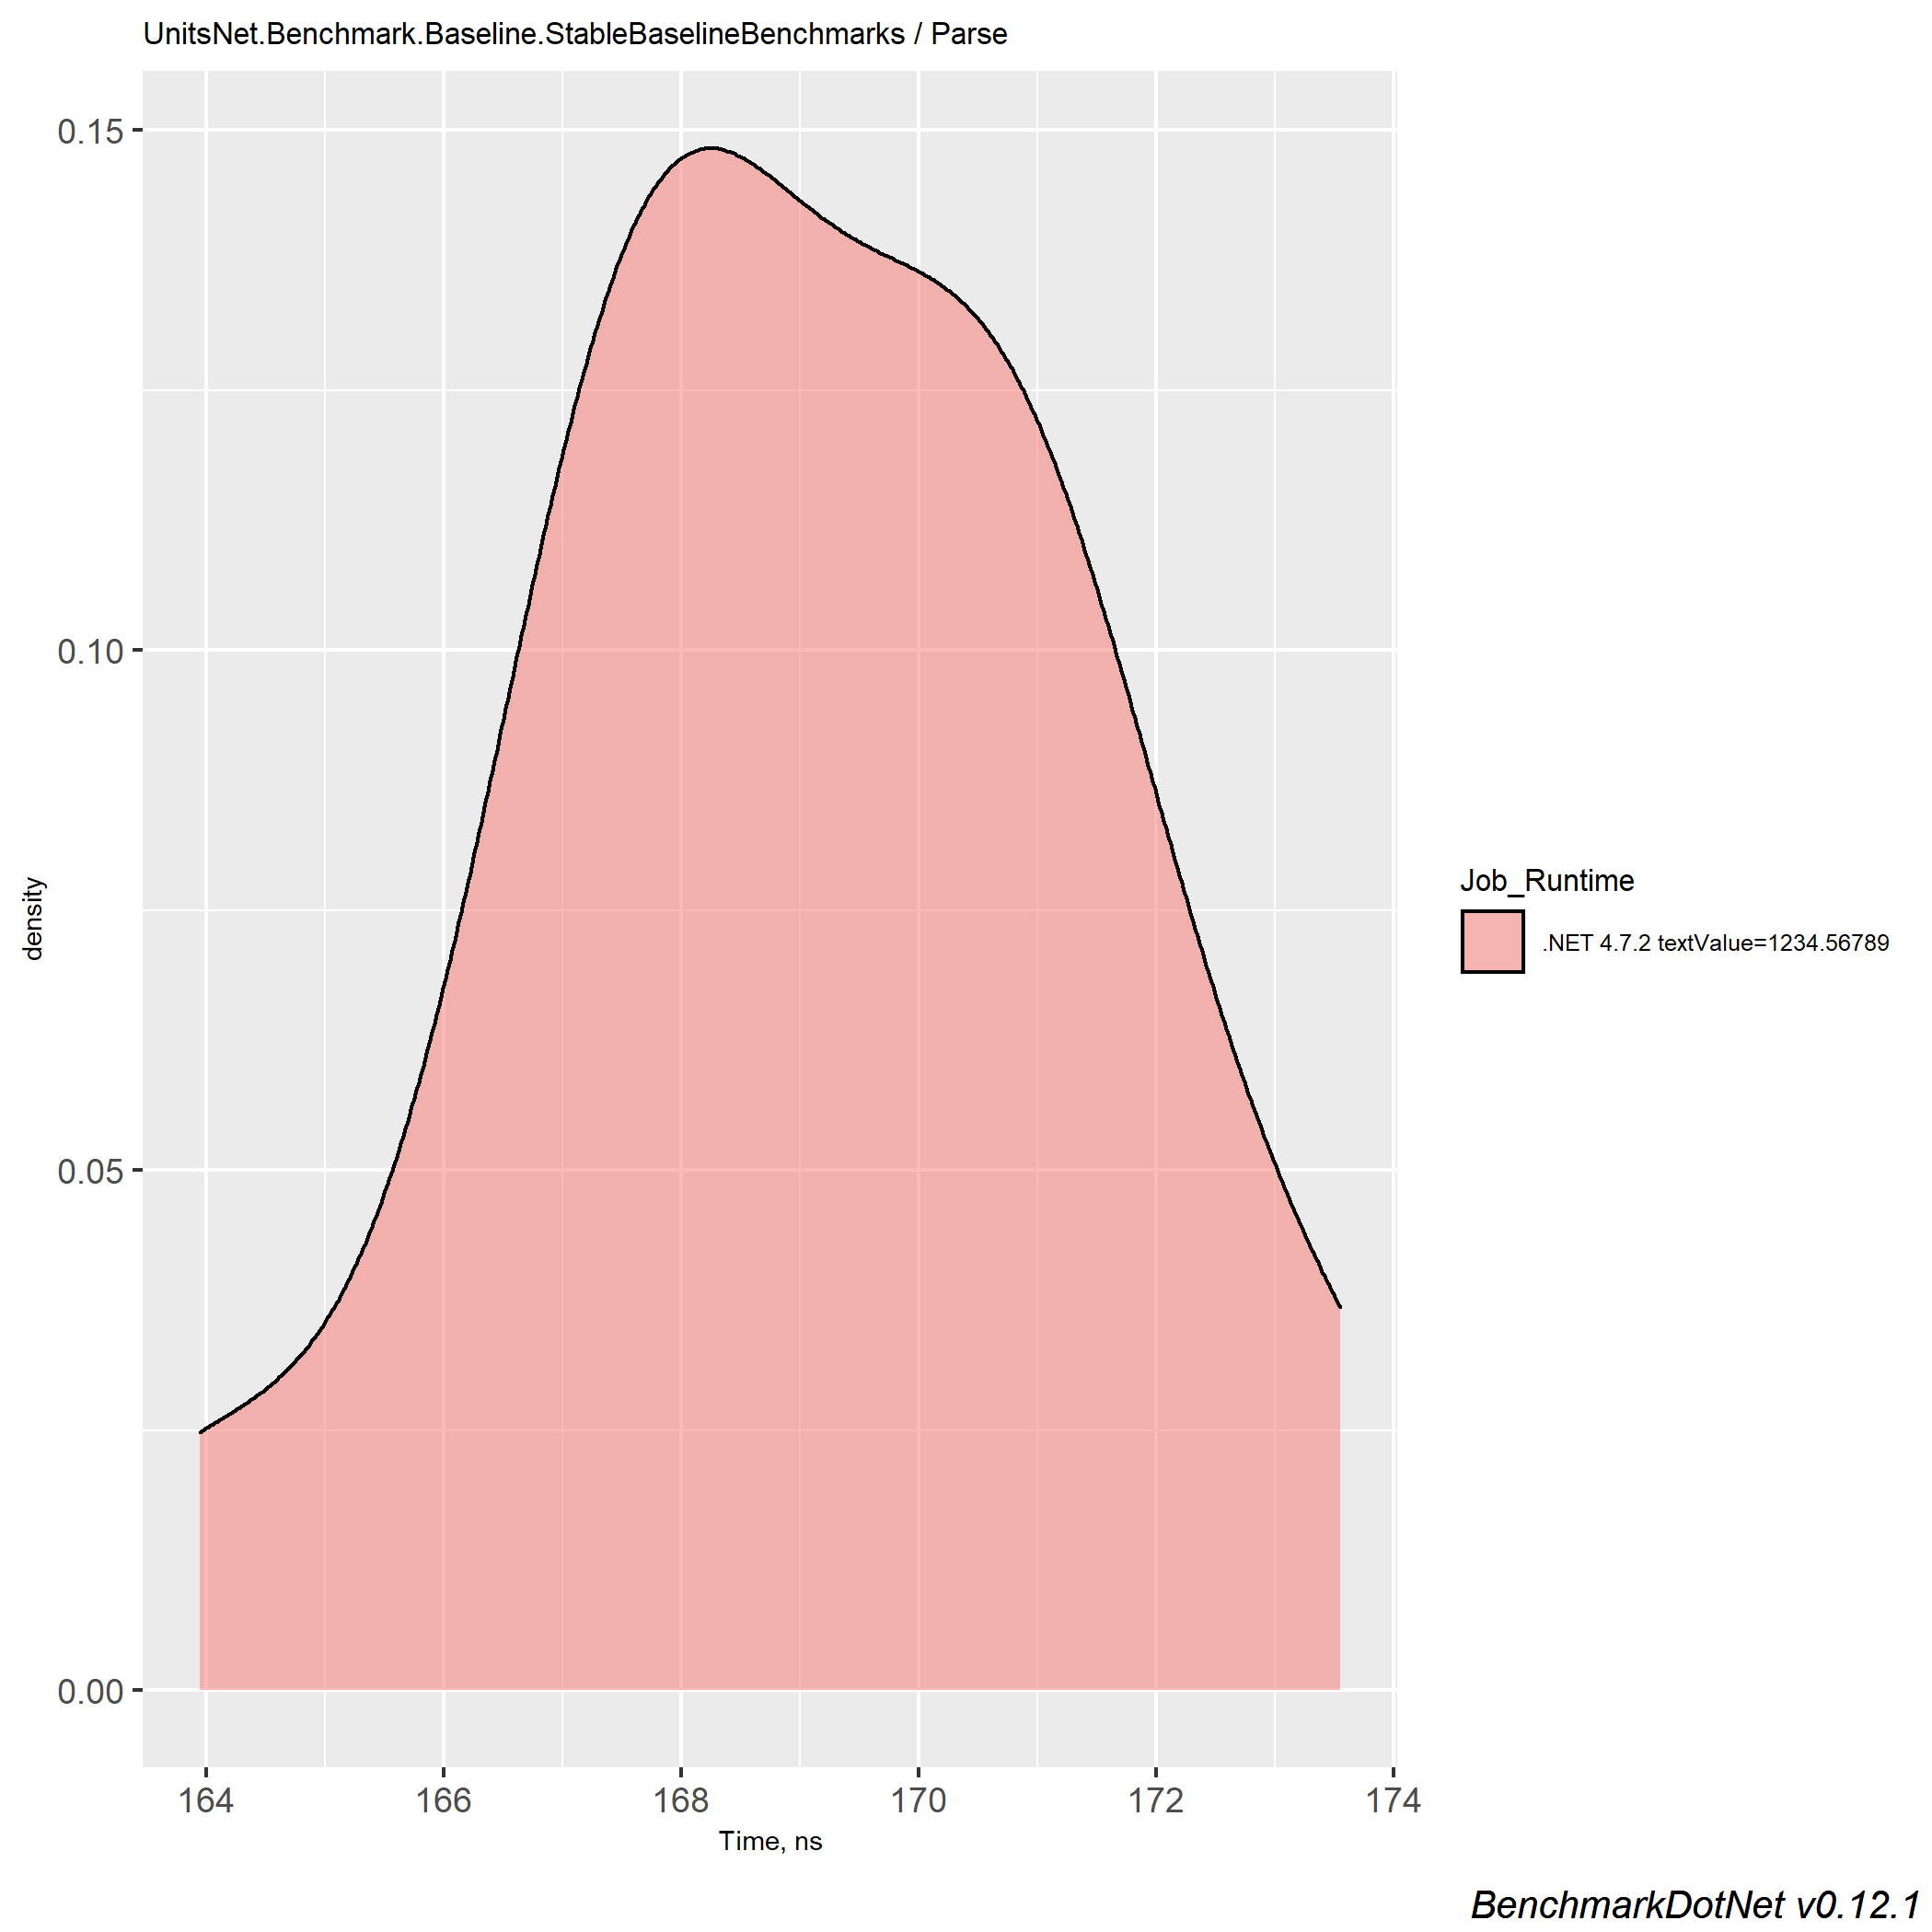 UnitsNet.Benchmark.Baseline.StableBaselineBenchmarks / Parse
0.15
0.10
0.05
0.00
density
164 166 168 170 172 174
Time, ns
Job_Runtime
.NET 4.7.2 textValue=1234.56789
BenchmarkDotNet v0.12.1